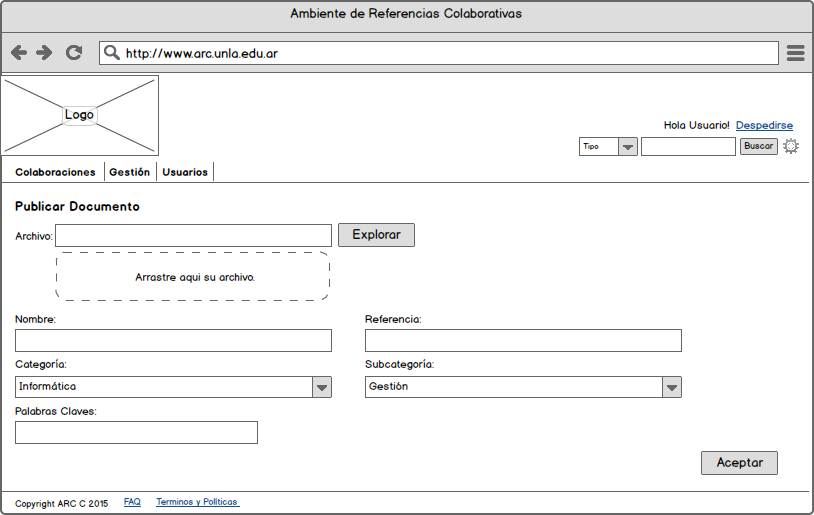 Ambiente de Referencias Colaborativas
http://www.arc.unla.edu.ar
Logo
Hola Usuario! Despedirse
Tipo Buscar
Colaboraciones Gestión Usuarios
Publicar Documento
Archivo: Explorar
Arrastre aqui su archivo.
Nombre: Referencia:
Categoría: Subcategoría:
Informática Gestión
Palabras Claves:
Aceptar
Copyright ARC C 2015 FAQ Terminos y Políticas